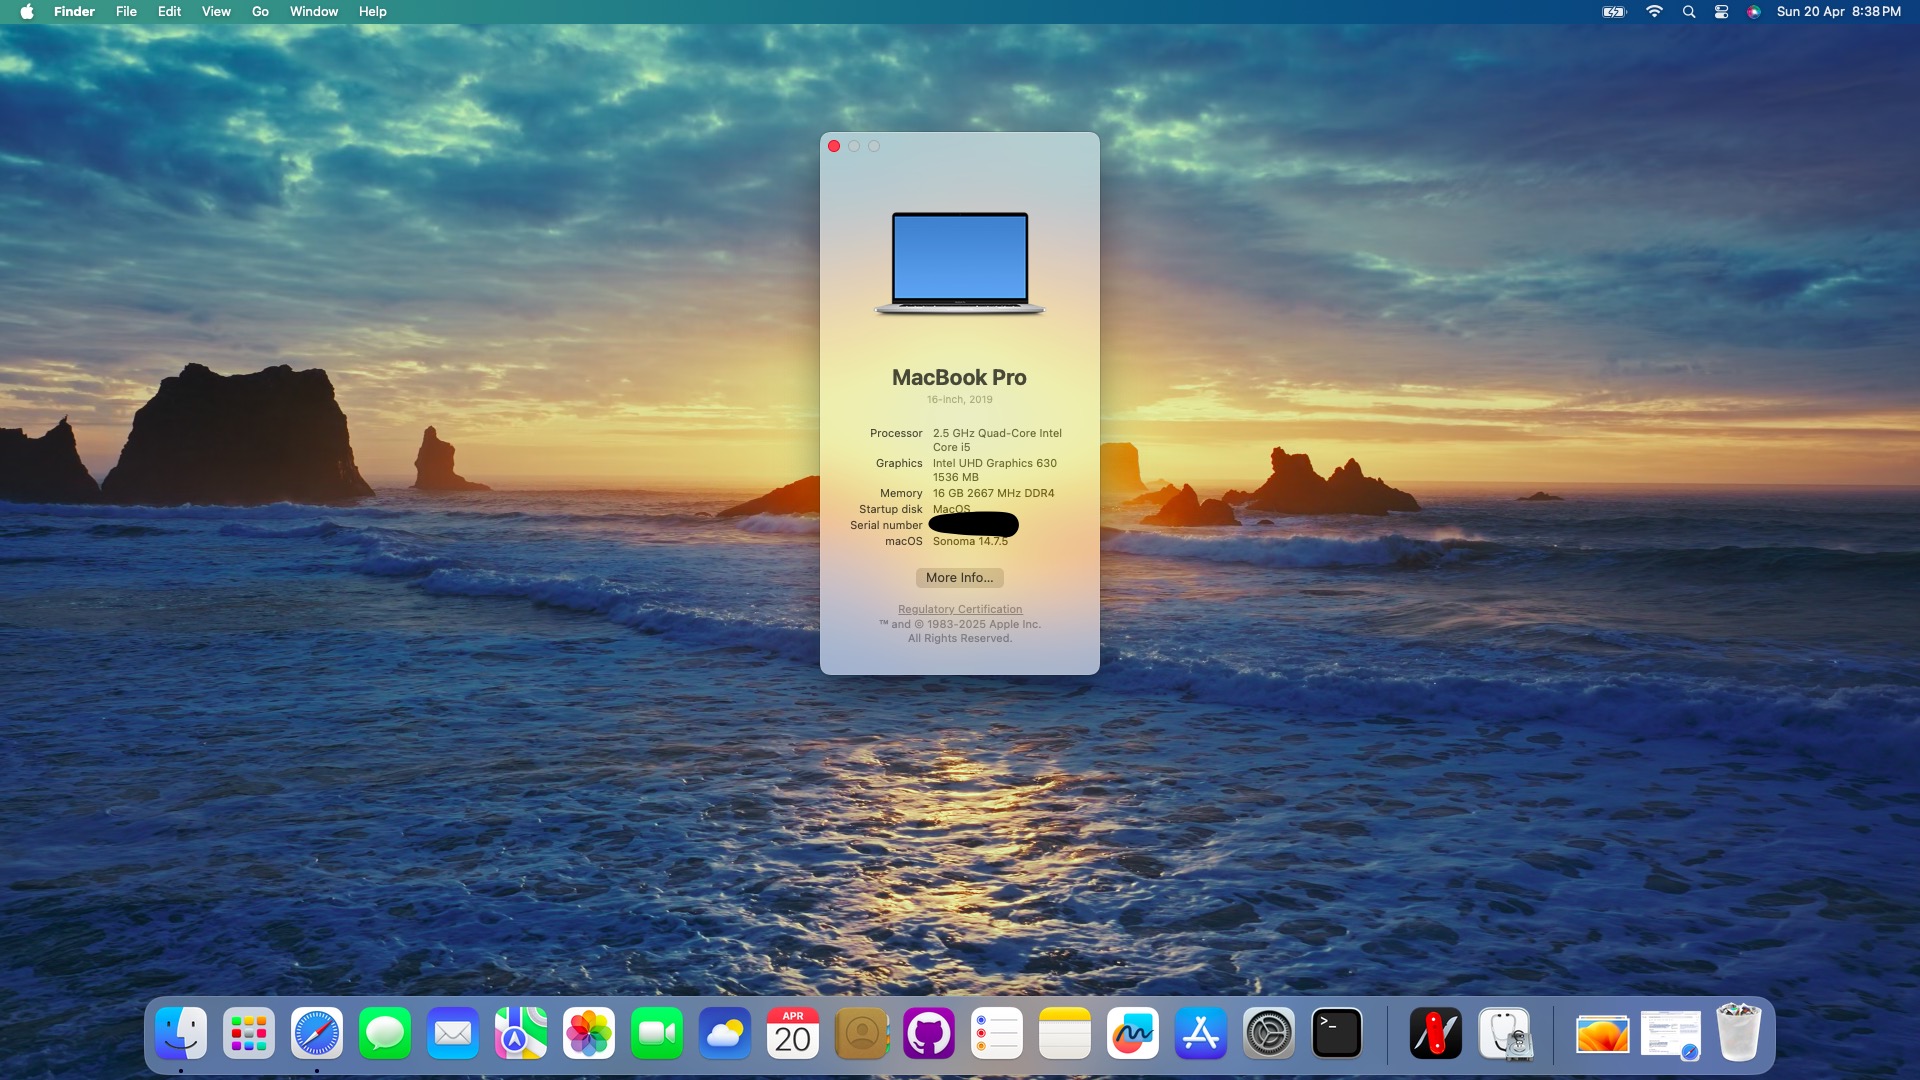 Finder File Edit View Go Window Help
Sun 20 Apr 8:38 PM
MacBook Pro
16-inch, 2019
Processor 2.5 GHz Quad-Core Intel
Core i5
Graphics Intel UHD Graphics 630
1536 MB
Memory 16 GB 2667 MHz DDR4
Startup disk MacOS
Serial number
macOS Sonoma 14.7.5
More Info...
Regulatory Certification
™ and © 1983-2025 Apple Inc.
All Rights Reserved.
APR
20
>_